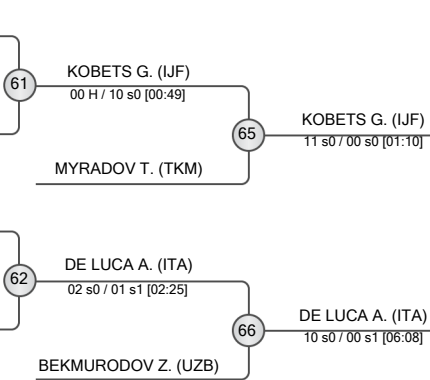 61
KOBETS G. (IJF)
00 H / 10 s0 [00:49]
65
KOBETS G. (IJF)
11 s0 / 00 s0 [01:10]
MYRADOV T. (TKM)
62
DE LUCA A. (ITA)
02 s0 / 01 s1 [02:25]
66
DE LUCA A. (ITA)
10 s0 / 00 s1 [06:08]
BEKMURODOV Z. (UZB)